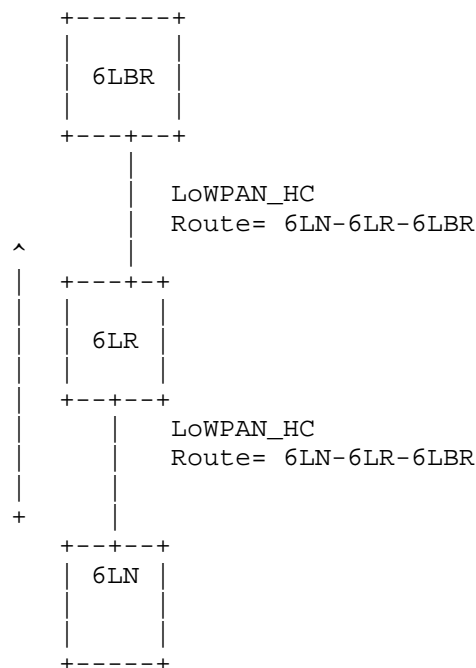 6LBR
LoWPAN_HC
Route= 6LN-6LR-6LBR
6LR
LoWPAN_HC
Route= 6LN-6LR-6LBR
6LN